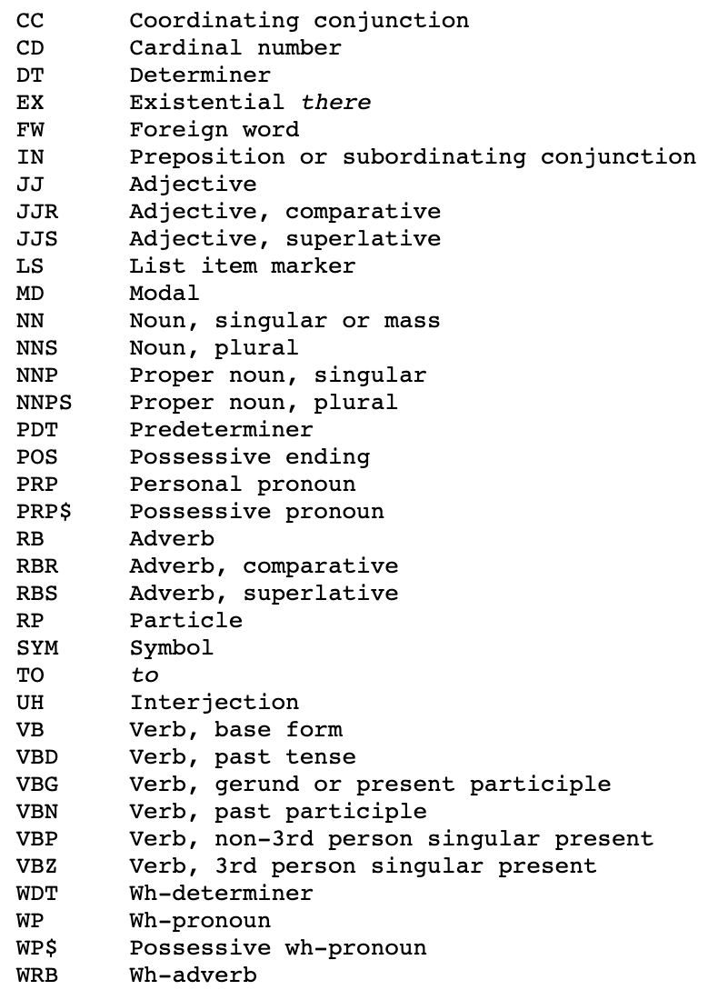 CC Coordinating conjunction
CD Cardinal number
DT Determiner
EX Existential there
FW Foreign word
IN Preposition or subordinating conjunction
JJ Adjective
JJR Adjective, comparative
JJS Adjective, superlative
LS List item marker
MD Modal
NN Noun, singular or mass
NNS Noun, plural
NNP Proper noun, singular
NNPS Proper noun, plural
PDT Predeterminer
POS Possessive ending
PRP Personal pronoun
PRP$ Possessive pronoun
RB Adverb
RBR Adverb, comparative
RBS Adverb, superlative
RP Particle
SYM Symbol
TO to
UH Interjection
VB Verb, base form
VBD Verb, past tense
VBG Verb, gerund or present participle
VBN Verb, past participle
VBP Verb, non-3rd person singular present
VBZ Verb, 3rd person singular present
WDT Wh-determiner
WP Wh-pronoun
WP$ Possessive wh-pronoun
WRB Wh-adverb